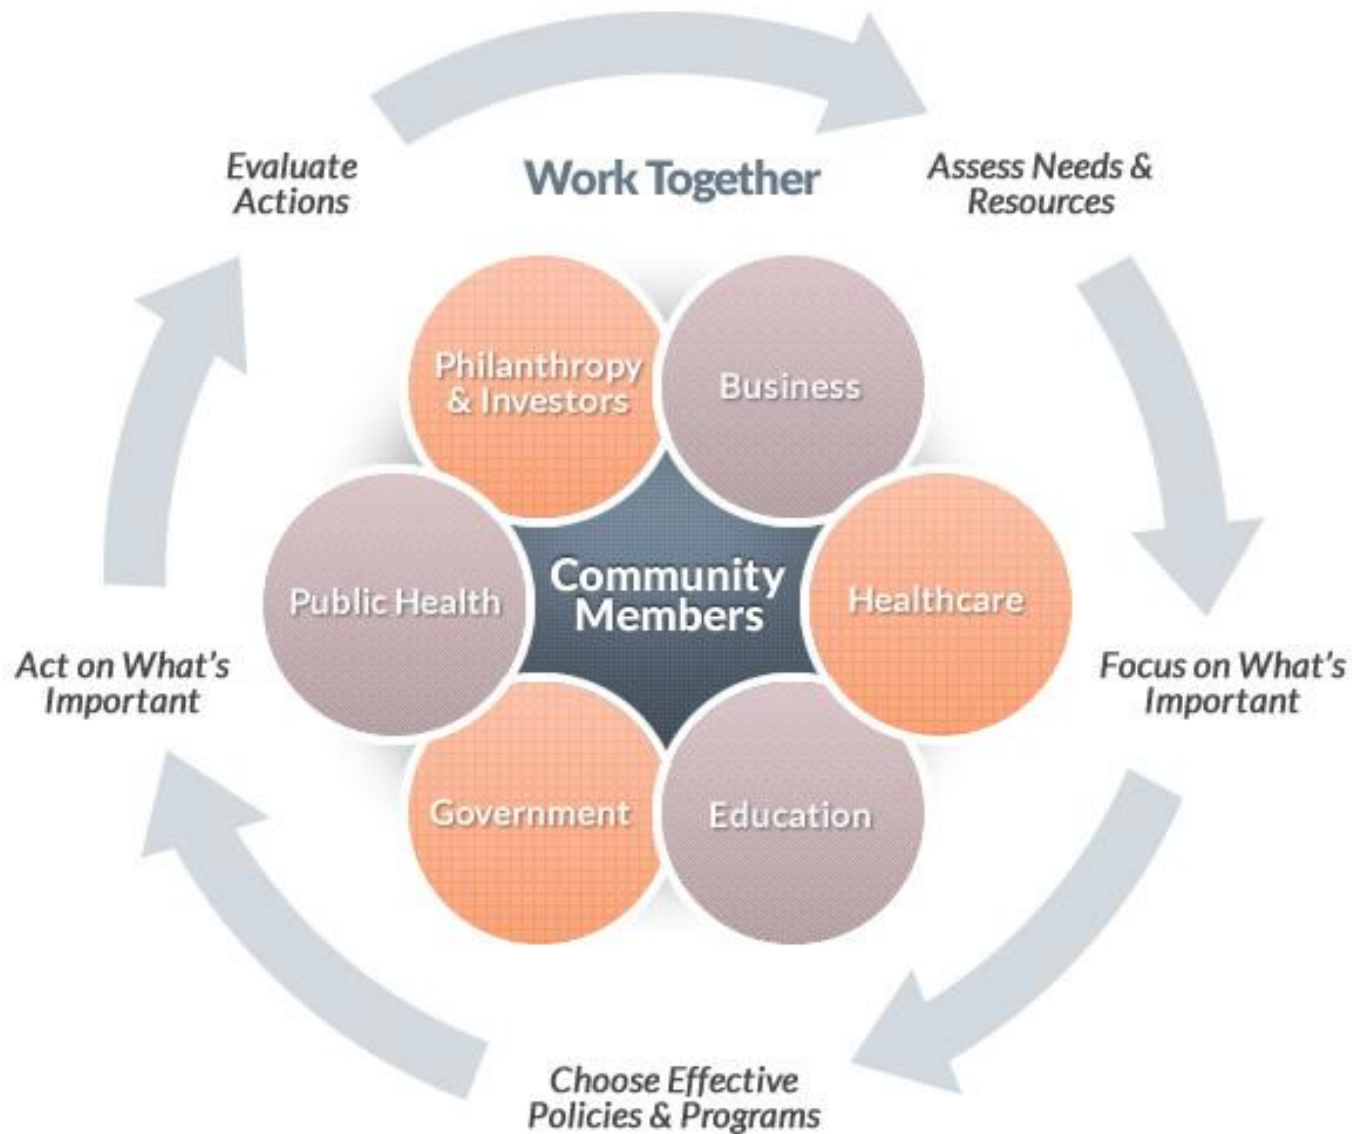 Evaluate
Actions
Work Together
Assess Needs &
Resources
Philanthropy
& Investors
Business
Public Health
Community
Members
Healthcare
Act on What's
Important
Focus on What's
Important
Government
Education
Choose Effective
Policies & Programs